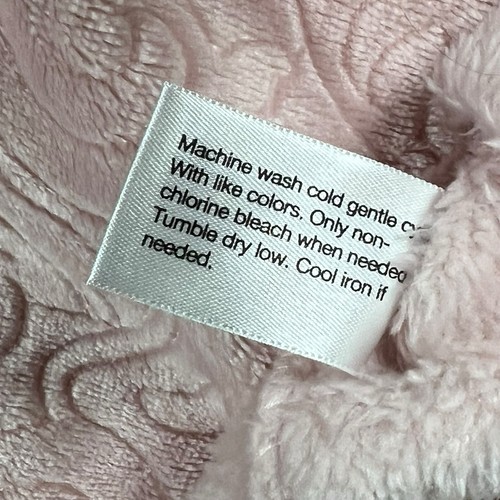 Machine wash cold gentle cy
With like colors. Only non-
chlorine bleach when needed
Tumble dry low. Cool iron if
needed.